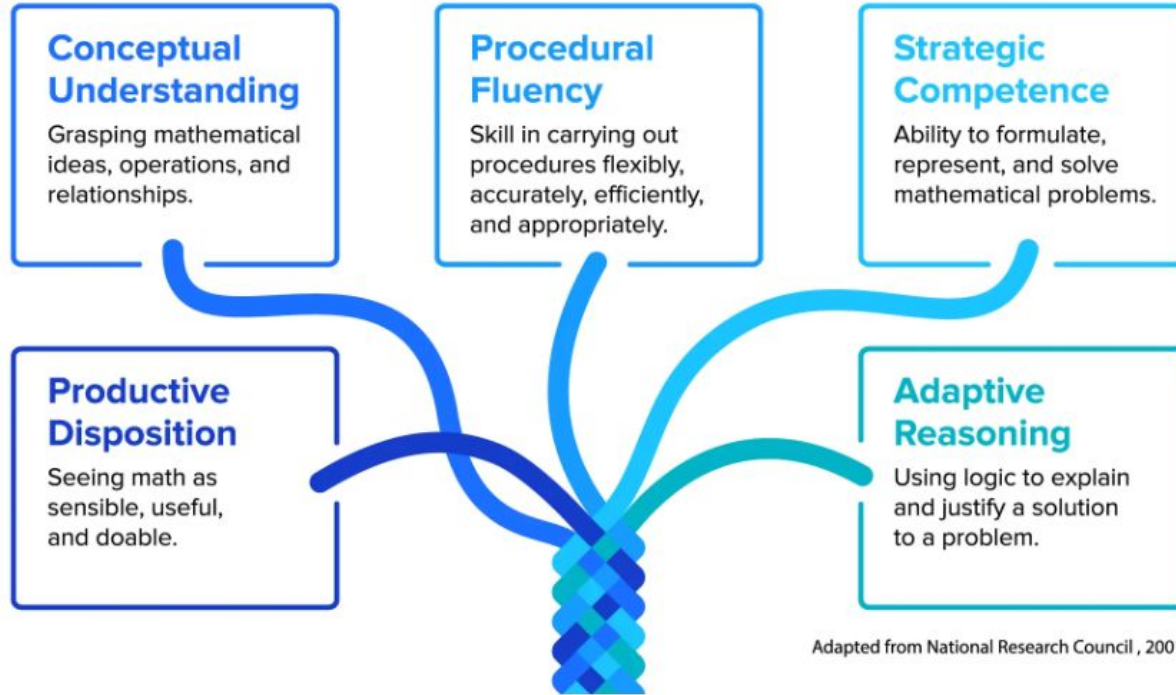 Conceptual
Understanding
Grasping mathematical
ideas, operations, and
relationships.
Procedural
Fluency
Skill in carrying out
procedures flexibly,
accurately, efficiently,
and appropriately.
Strategic
Competence
Ability to formulate,
represent, and solve
mathematical problems.
Productive
Disposition
Seeing math as
sensible, useful,
and doable.
Adaptive
Reasoning
Using logic to explain
and justify a solution
to a problem.
Adapted from National Research Council , 200